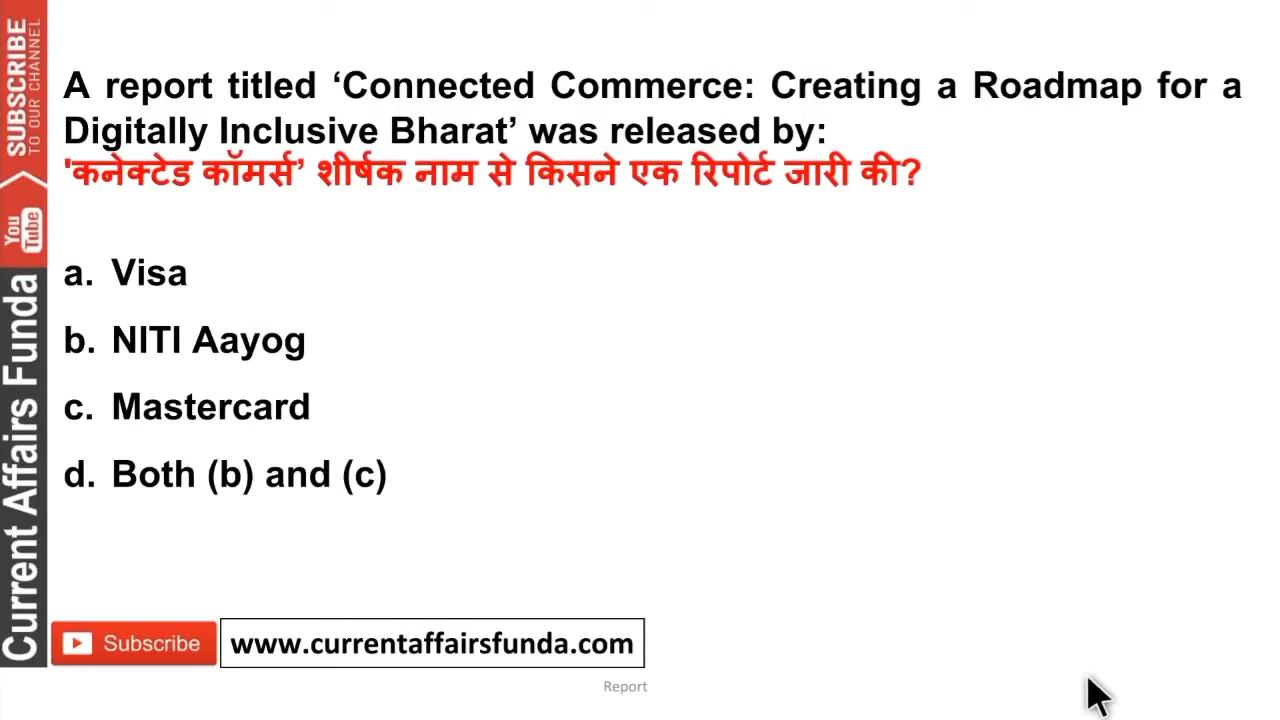 SUBSCRIBE
TO OUR CHANNEL
You
Tube
Current Affairs Funda
A report titled ‘Connected Commerce: Creating a Roadmap for a
Digitally Inclusive Bharat’ was released by:
'कनेक्टेड कॉमर्स’ शीर्षक नाम से किसने एक रिपोर्ट जारी की?
a. Visa
b. NITI Aayog
c. Mastercard
d. Both (b) and (c)
Subscribe
www.currentaffairsfunda.com
Report